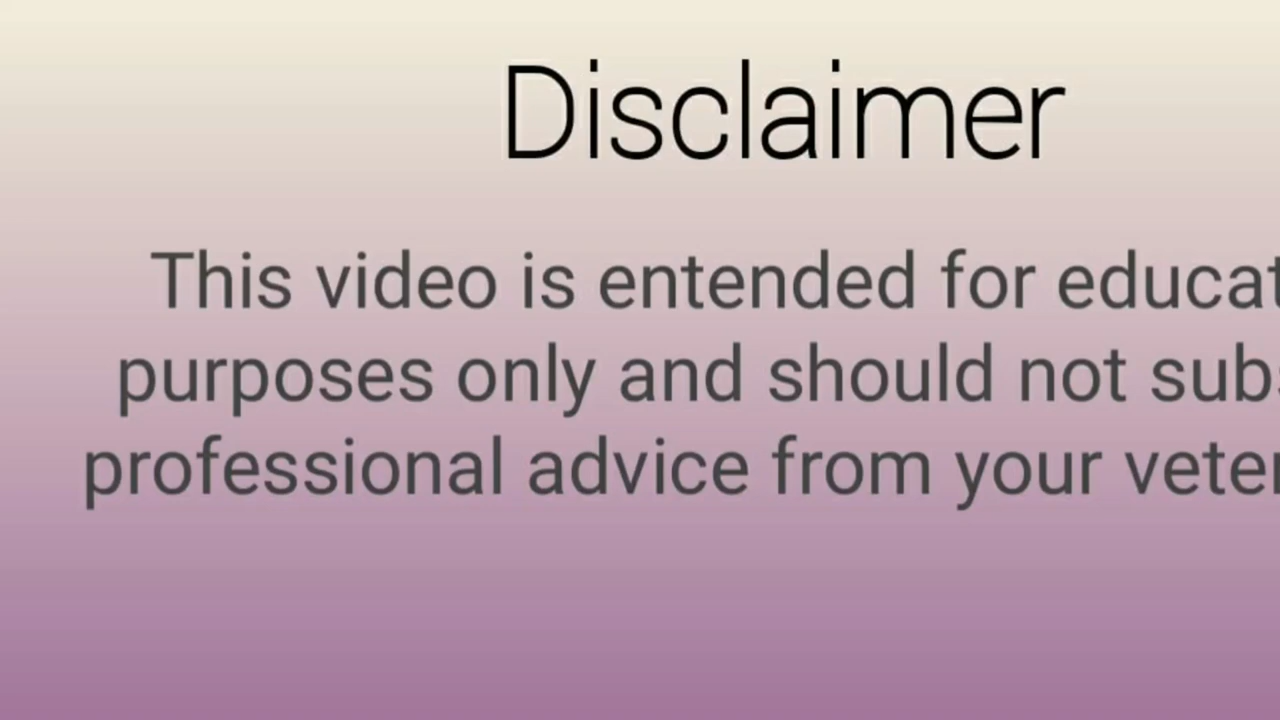 Disclaimer
This video is entended for educat
purposes only and should not subs
professional advice from your veter